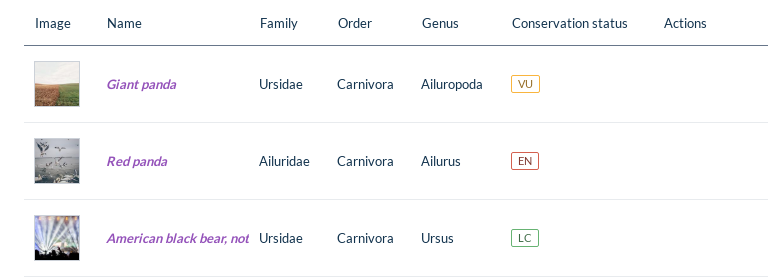 Image Name Family Order Genus Conservation status Actions
Giant panda Ursidae Carnivora Ailuropoda VU
Red panda Ailuridae Carnivora Ailurus EN
American black bear, not Ursidae Carnivora Ursus LC